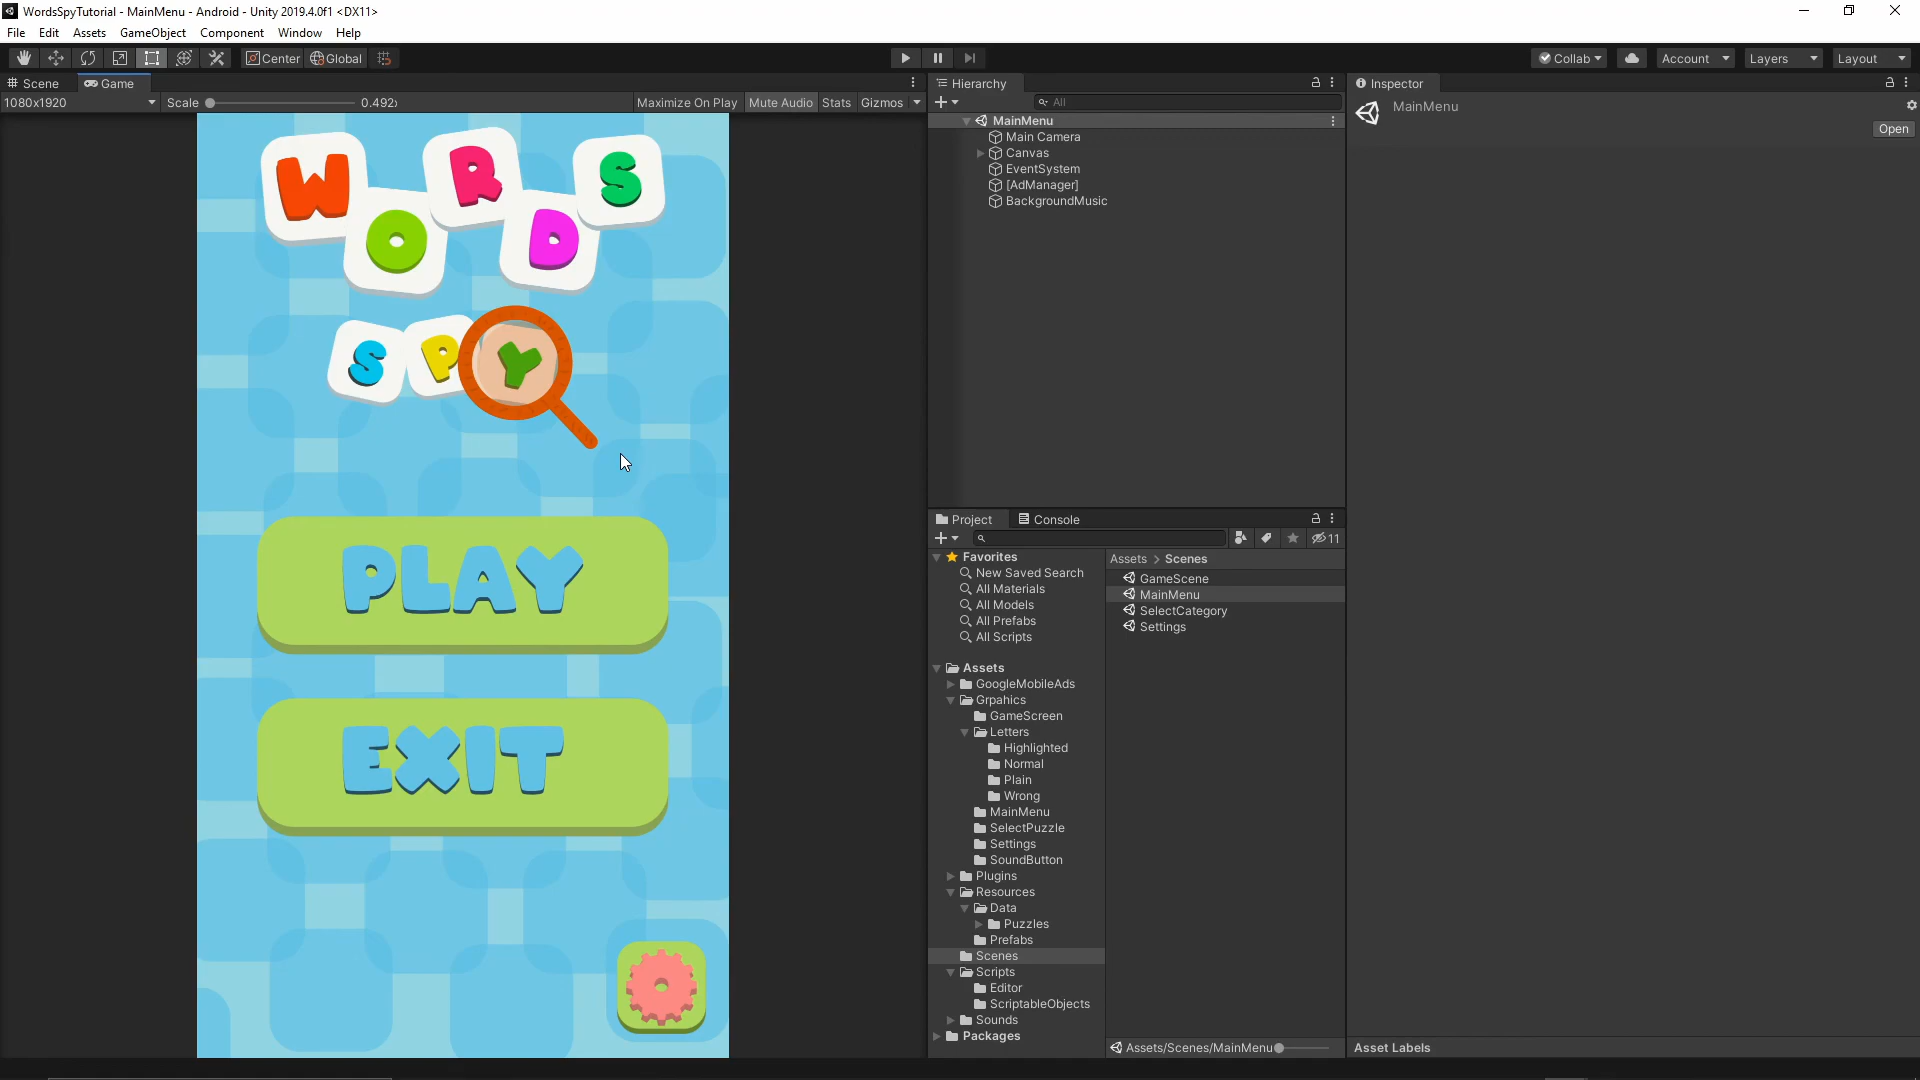 WordsSpyTutorial - MainMenu - Android - Unity 2019.4.0f1 <DX11>
File Edit Assets GameObject Component Window Help
Center Global Collab Account Layers Layout
Scene Game
1080x1920 Scale 0.492x Maximize On Play Mute Audio Stats Gizmos
WORDS
SPY
PLAY
EXIT
Hierarchy
All
MainMenu
Main Camera
Canvas
EventSystem
[AdManager]
BackgroundMusic
Project Console
11
Favorites
New Saved Search
All Materials
All Models
All Prefabs
All Scripts
Assets
GoogleMobileAds
Grpahics
GameScreen
Letters
Highlighted
Normal
Plain
Wrong
MainMenu
SelectPuzzle
Settings
SoundButton
Plugins
Resources
Data
Puzzles
Prefabs
Scenes
Scripts
Editor
ScriptableObjects
Sounds
Packages
Assets > Scenes
GameScene
MainMenu
SelectCategory
Settings
Assets/Scenes/MainMenu
Inspector
MainMenu
Open
Asset Labels